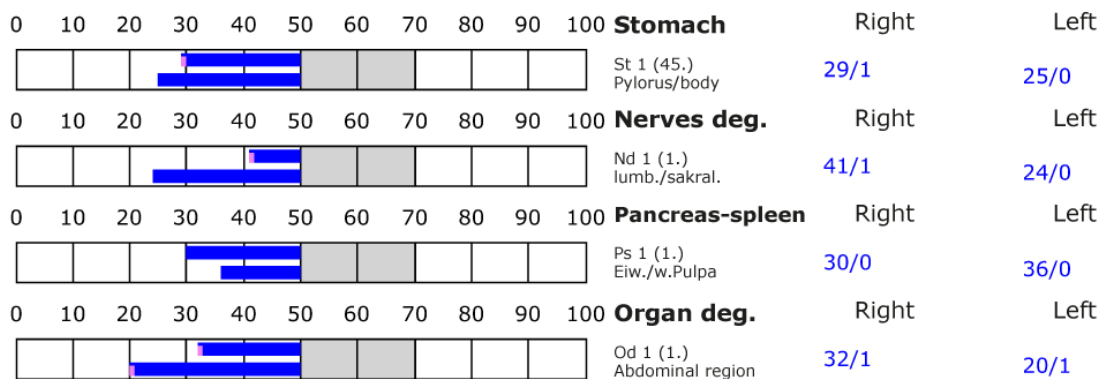 0 10 20 30 40 50 60 70 80 90 100 Stomach Right Left
St 1 (45.)
Pylorus/body
29/1 25/0
0 10 20 30 40 50 60 70 80 90 100 Nerves deg. Right Left
Nd 1 (1.)
lumb./sakral.
41/1 24/0
0 10 20 30 40 50 60 70 80 90 100 Pancreas-spleen Right Left
Ps 1 (1.)
Eiw./w.Pulpa
30/0 36/0
0 10 20 30 40 50 60 70 80 90 100 Organ deg. Right Left
Od 1 (1.)
Abdominal region
32/1 20/1